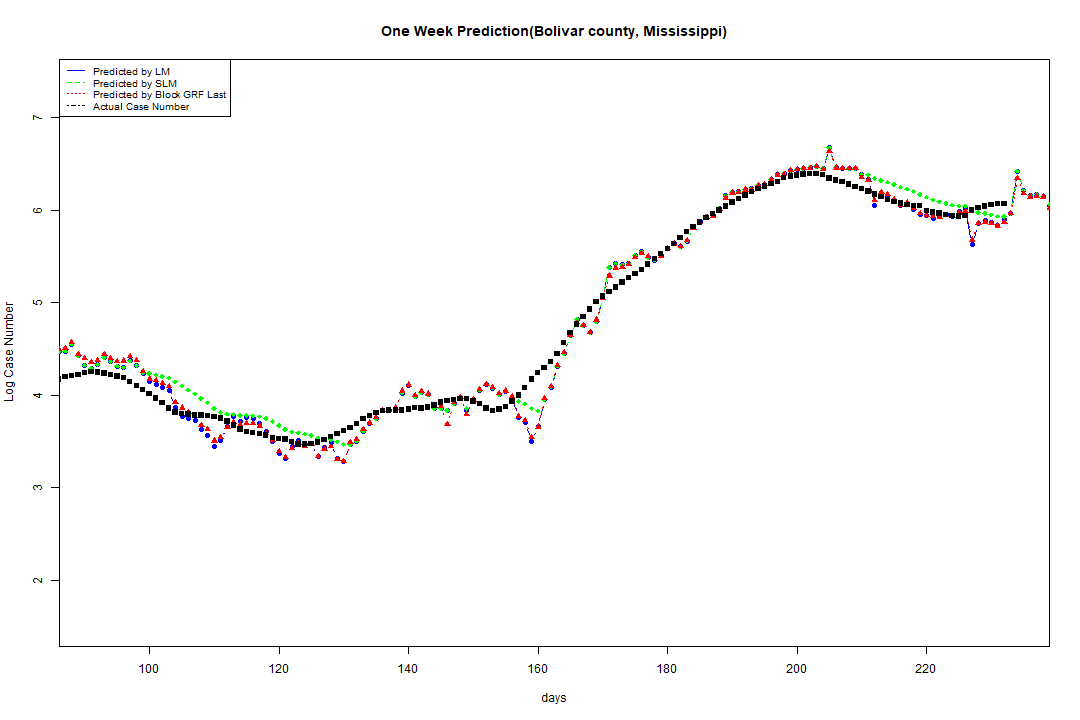 One Week Prediction(Bolivar county, Mississippi)
Predicted by LM
Predicted by SLM
Predicted by Block GRF Last
Actual Case Number
7
6
5
4
3
2
Log Case Number
100 120 140 160 180 200 220
days